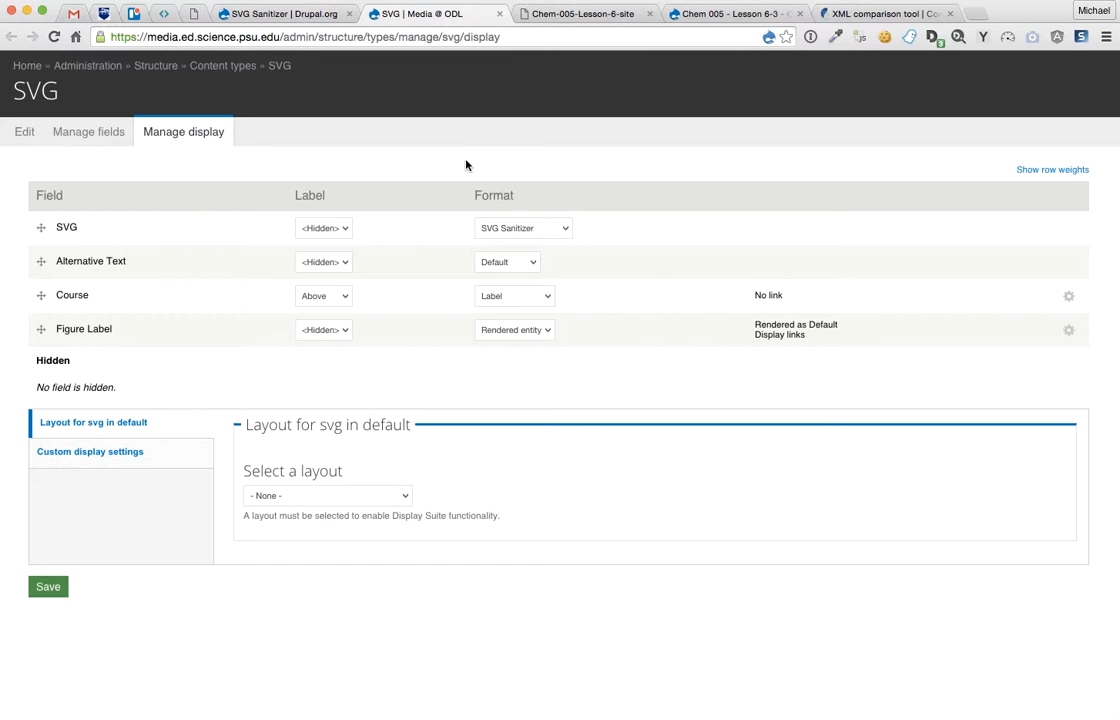 SVG Sanitizer | Drupal.org
SVG | Media @ ODL
Chem-005-Lesson-6-site
Chem 005 - Lesson 6-3 - C
XML comparison tool | Co
Michael
https://media.ed.science.psu.edu/admin/structure/types/manage/svg/display
Home » Administration » Structure » Content types » SVG
SVG
Edit
Manage fields
Manage display
Show row weights
Field
Label
Format
SVG
<Hidden>
SVG Sanitizer
Alternative Text
<Hidden>
Default
Course
Above
Label
No link
Figure Label
<Hidden>
Rendered entity
Rendered as Default
Display links
Hidden
No field is hidden.
Layout for svg in default
Custom display settings
Layout for svg in default
Select a layout
- None -
A layout must be selected to enable Display Suite functionality.
Save